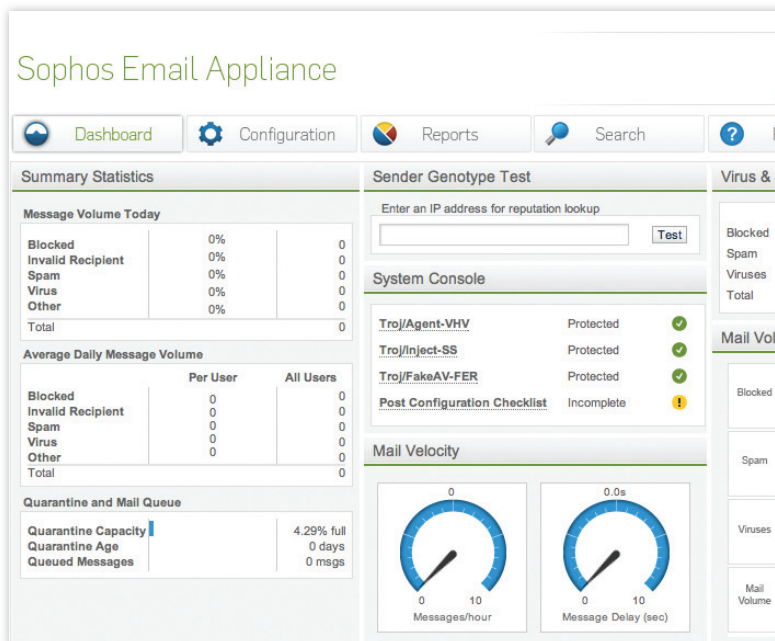 Sophos Email Appliance
Dashboard Configuration Reports Search
Summary Statistics
Message Volume Today
Blocked 0% 0
Invalid Recipient 0% 0
Spam 0% 0
Virus 0% 0
Other 0% 0
Total 0
Average Daily Message Volume
Per User All Users
Blocked 0 0
Invalid Recipient 0 0
Spam 0 0
Virus 0 0
Other 0 0
Total 0
Quarantine and Mail Queue
Quarantine Capacity 4.29% full
Quarantine Age 0 days
Queued Messages 0 msgs
Sender Genotype Test
Enter an IP address for reputation lookup
Test
System Console
Troj/Agent-VHV Protected
Troj/Inject-SS Protected
Troj/FakeAV-FER Protected
Post Configuration Checklist Incomplete !
Mail Velocity
0
0 10
Messages/hour
0.0s
0 10
Message Delay (sec)
?
Virus &
Blocked
Spam
Viruses
Total
Mail Vol
Blocked
Spam
Viruses
Mail
Volume